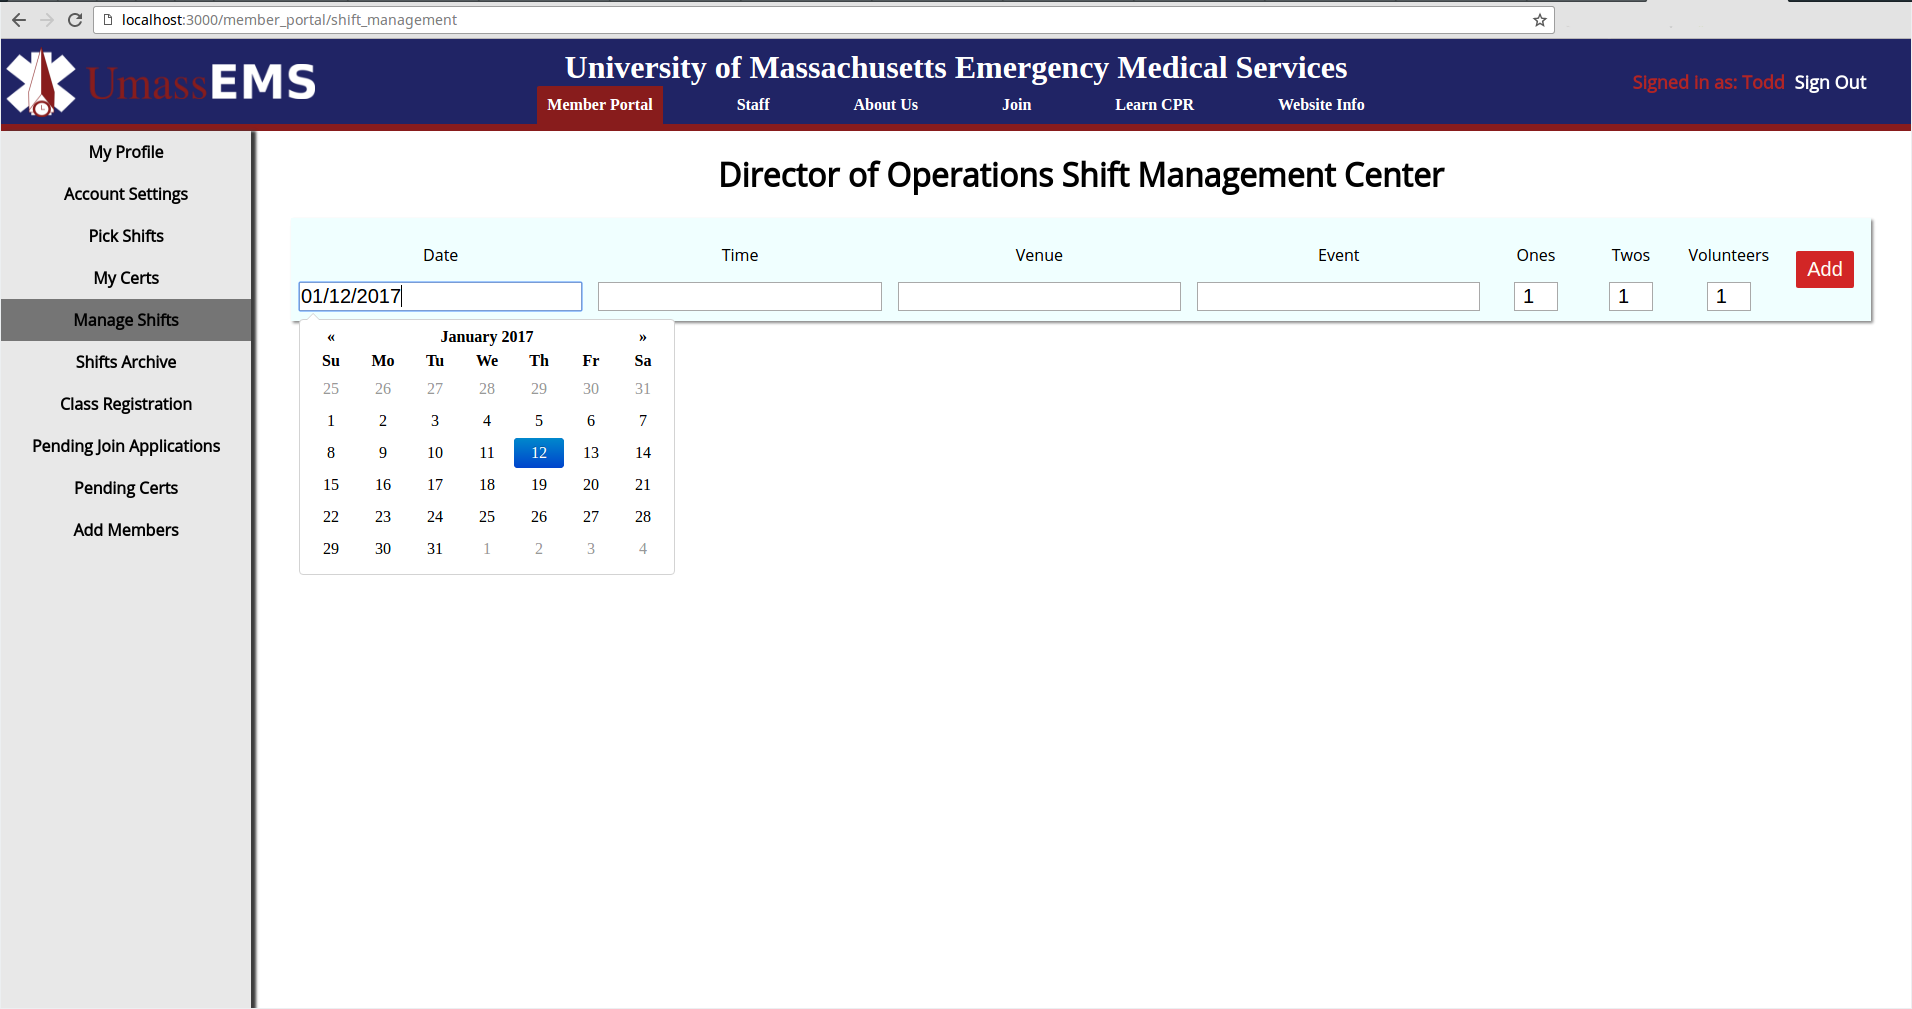 localhost:3000/member_portal/shift_management
UmassEMS
University of Massachusetts Emergency Medical Services
Signed in as: Todd Sign Out
Member Portal Staff About Us Join Learn CPR Website Info
My Profile
Account Settings
Pick Shifts
My Certs
Manage Shifts
Shifts Archive
Class Registration
Pending Join Applications
Pending Certs
Add Members
Director of Operations Shift Management Center
Date Time Venue Event Ones Twos Volunteers
Add
01/12/2017 1 1 1
« January 2017 »
Su Mo Tu We Th Fr Sa
25 26 27 28 29 30 31
1 2 3 4 5 6 7
8 9 10 11 12 13 14
15 16 17 18 19 20 21
22 23 24 25 26 27 28
29 30 31 1 2 3 4